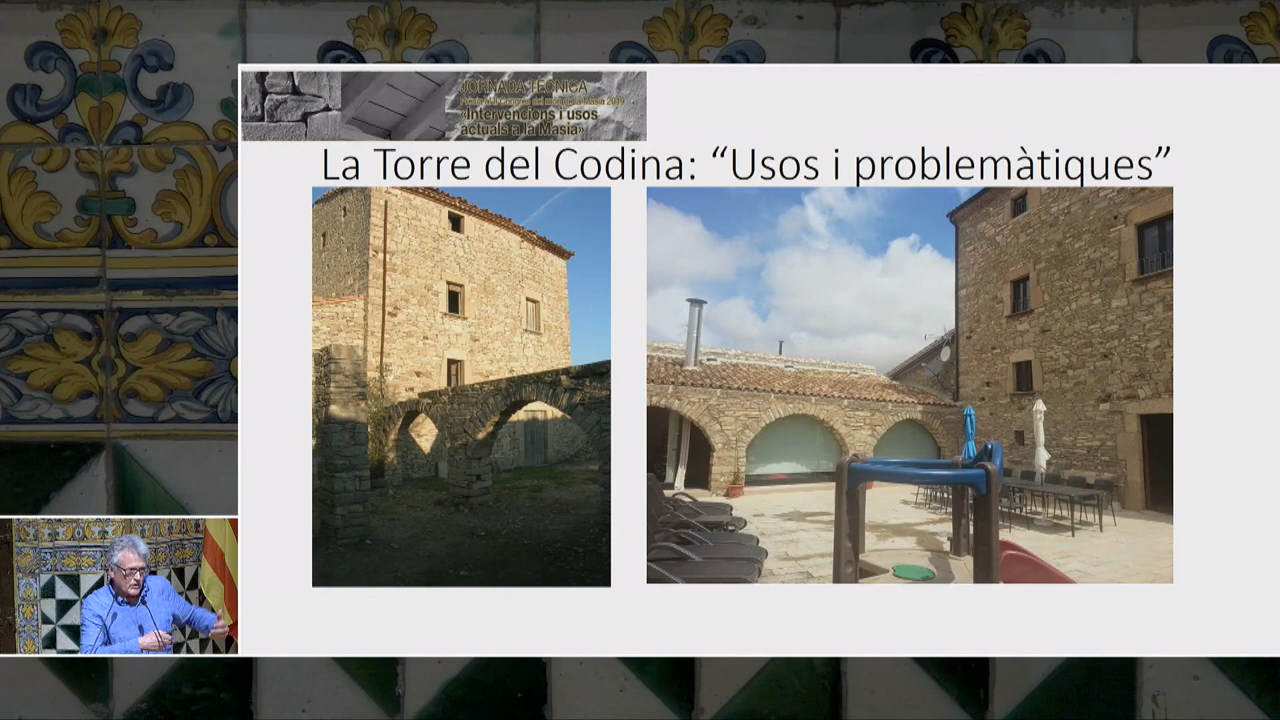 JORNADA TÈCNICA
«Intervencions i usos
actuals a la Masia»
La Torre del Codina: “Usos i problemàtiques”